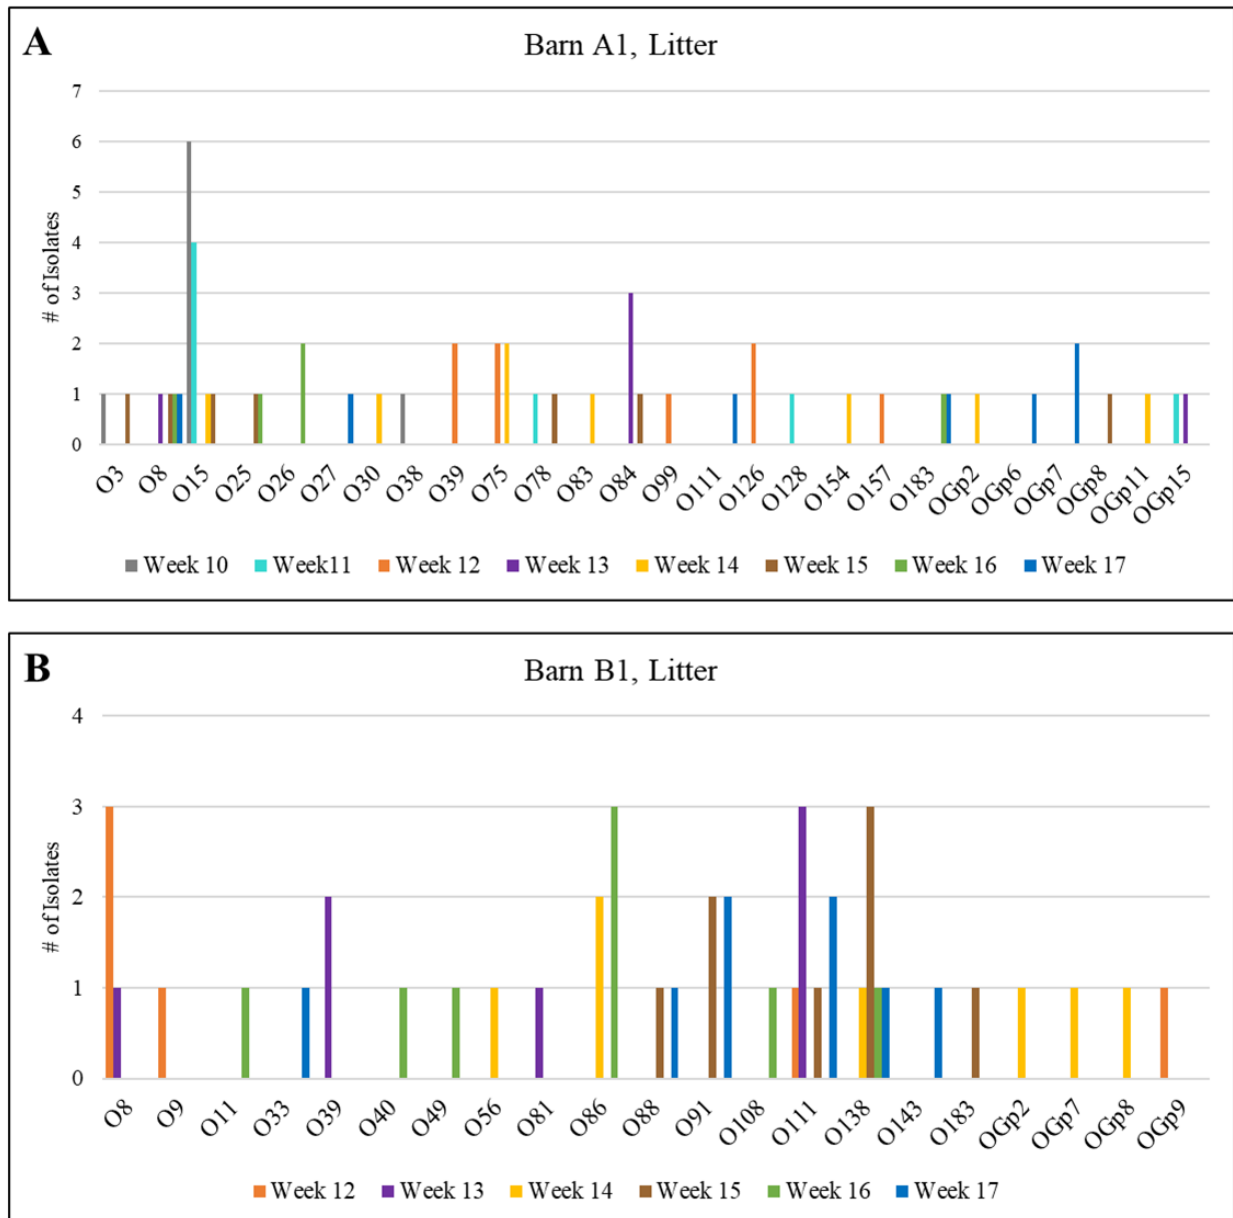 A
Barn A1, Litter
7
6
5
4
3
2
1
0
# of Isolates
O3 O8 O15 O25 O26 O27 O30 O38 O39 O75 O78 O83 O84 O99 O111 O126 O128 O154 O157 O183 OGp2 OGp6 OGp7 OGp8 OGp11 OGp15
Week 10 Week11 Week 12 Week 13 Week 14 Week 15 Week 16 Week 17
B
Barn B1, Litter
4
3
2
1
0
# of Isolates
O8 O9 O11 O33 O39 O40 O49 O56 O81 O86 O88 O91 O108 O111 O138 O143 O183 OGp2 OGp7 OGp8 OGp9
Week 12 Week 13 Week 14 Week 15 Week 16 Week 17